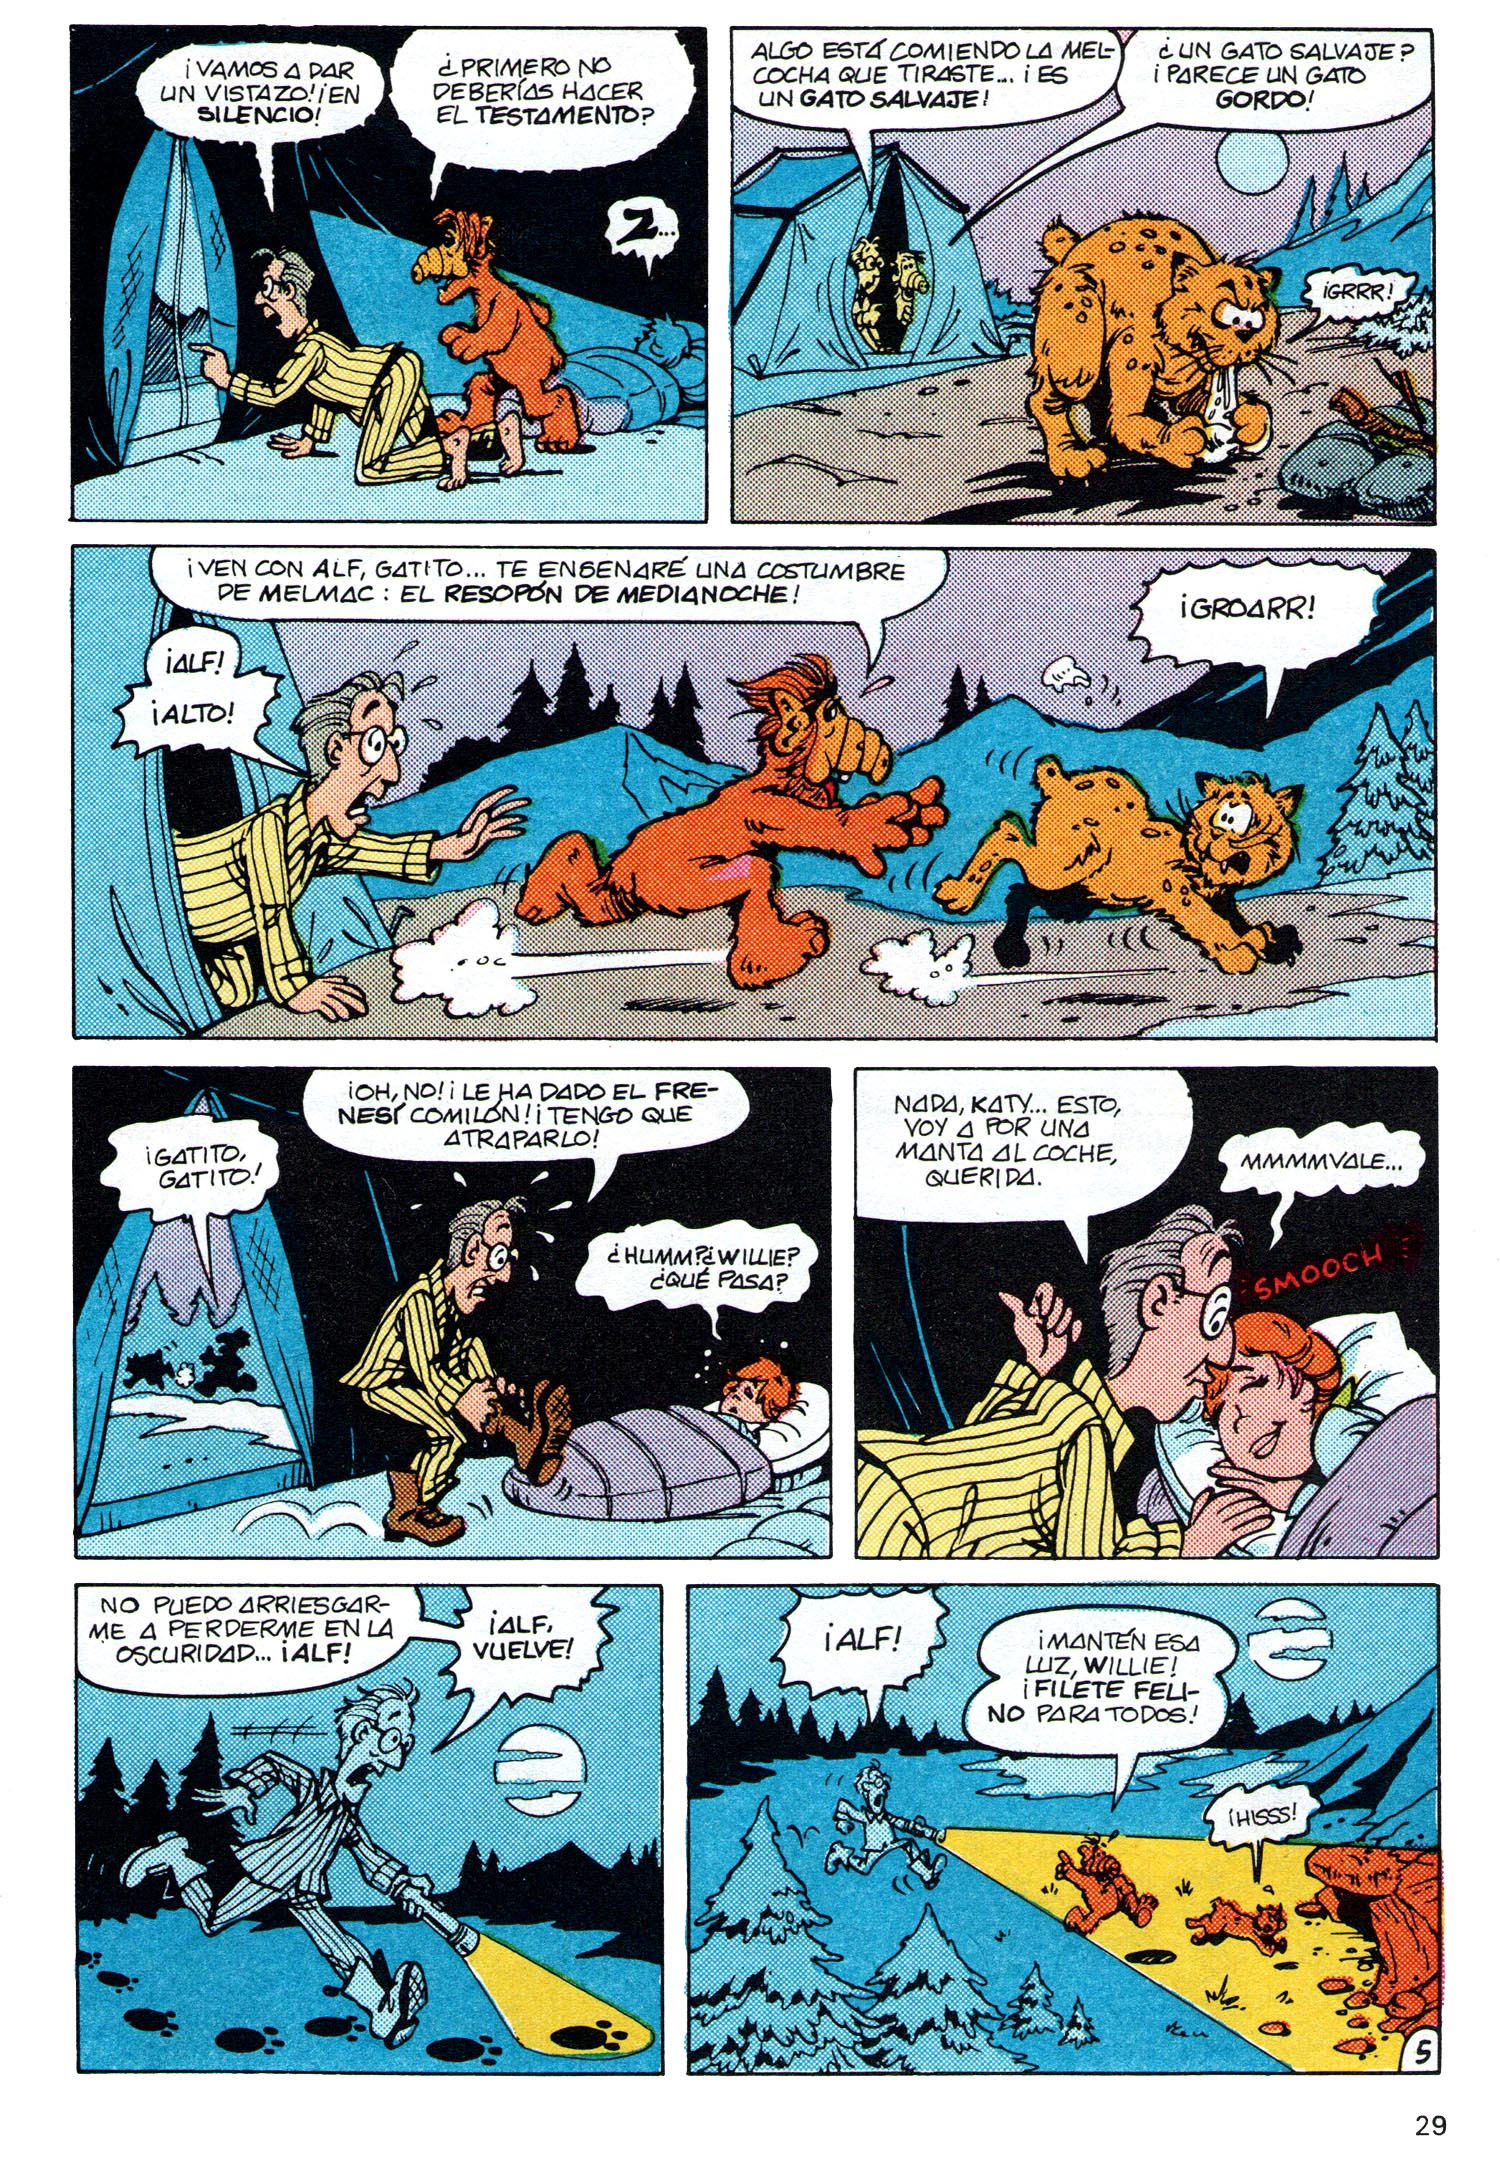 ¡VAMOS A DAR
UN VISTAZO! ¡EN
SILENCIO!
¿PRIMERO NO
DEBERÍAS HACER
EL TESTAMENTO?
Z...
ALGO ESTÁ COMIENDO LA MEL-
COCHA QUE TIRASTE... ¡ES
UN GATO SALVAJE!
¿UN GATO SALVAJE?
¡PARECE UN GATO
GORDO!
¡GRRR!
¡VEN CON ALF, GATITO... TE ENSENARÉ UNA COSTUMBRE
DE MELMAC: EL RESOPÓN DE MEDIANOCHE!
¡ALF!
¡ALTO!
¡GROARR!
¡GATITO,
GATITO!
¡OH, NO! ¡LE HA DADO EL FRE-
NESÍ COMILÓN! ¡TENGO QUE
ATRAPARLO!
¿HUMM? ¿WILLIE?
¿QUÉ PASA?
NADA, KATY... ESTO,
VOY A POR UNA
MANTA AL COCHE,
QUERIDA.
MMMMVALE...
SMOOCH
NO PUEDO ARRIESGAR-
ME A PERDERME EN LA
OSCURIDAD... ¡ALF!
¡ALF,
VUELVE!
¡ALF!
¡MANTÉN ESA
LUZ, WILLIE!
¡FILETE FELI-
NO PARA TODOS!
¡HISSS!
5
29